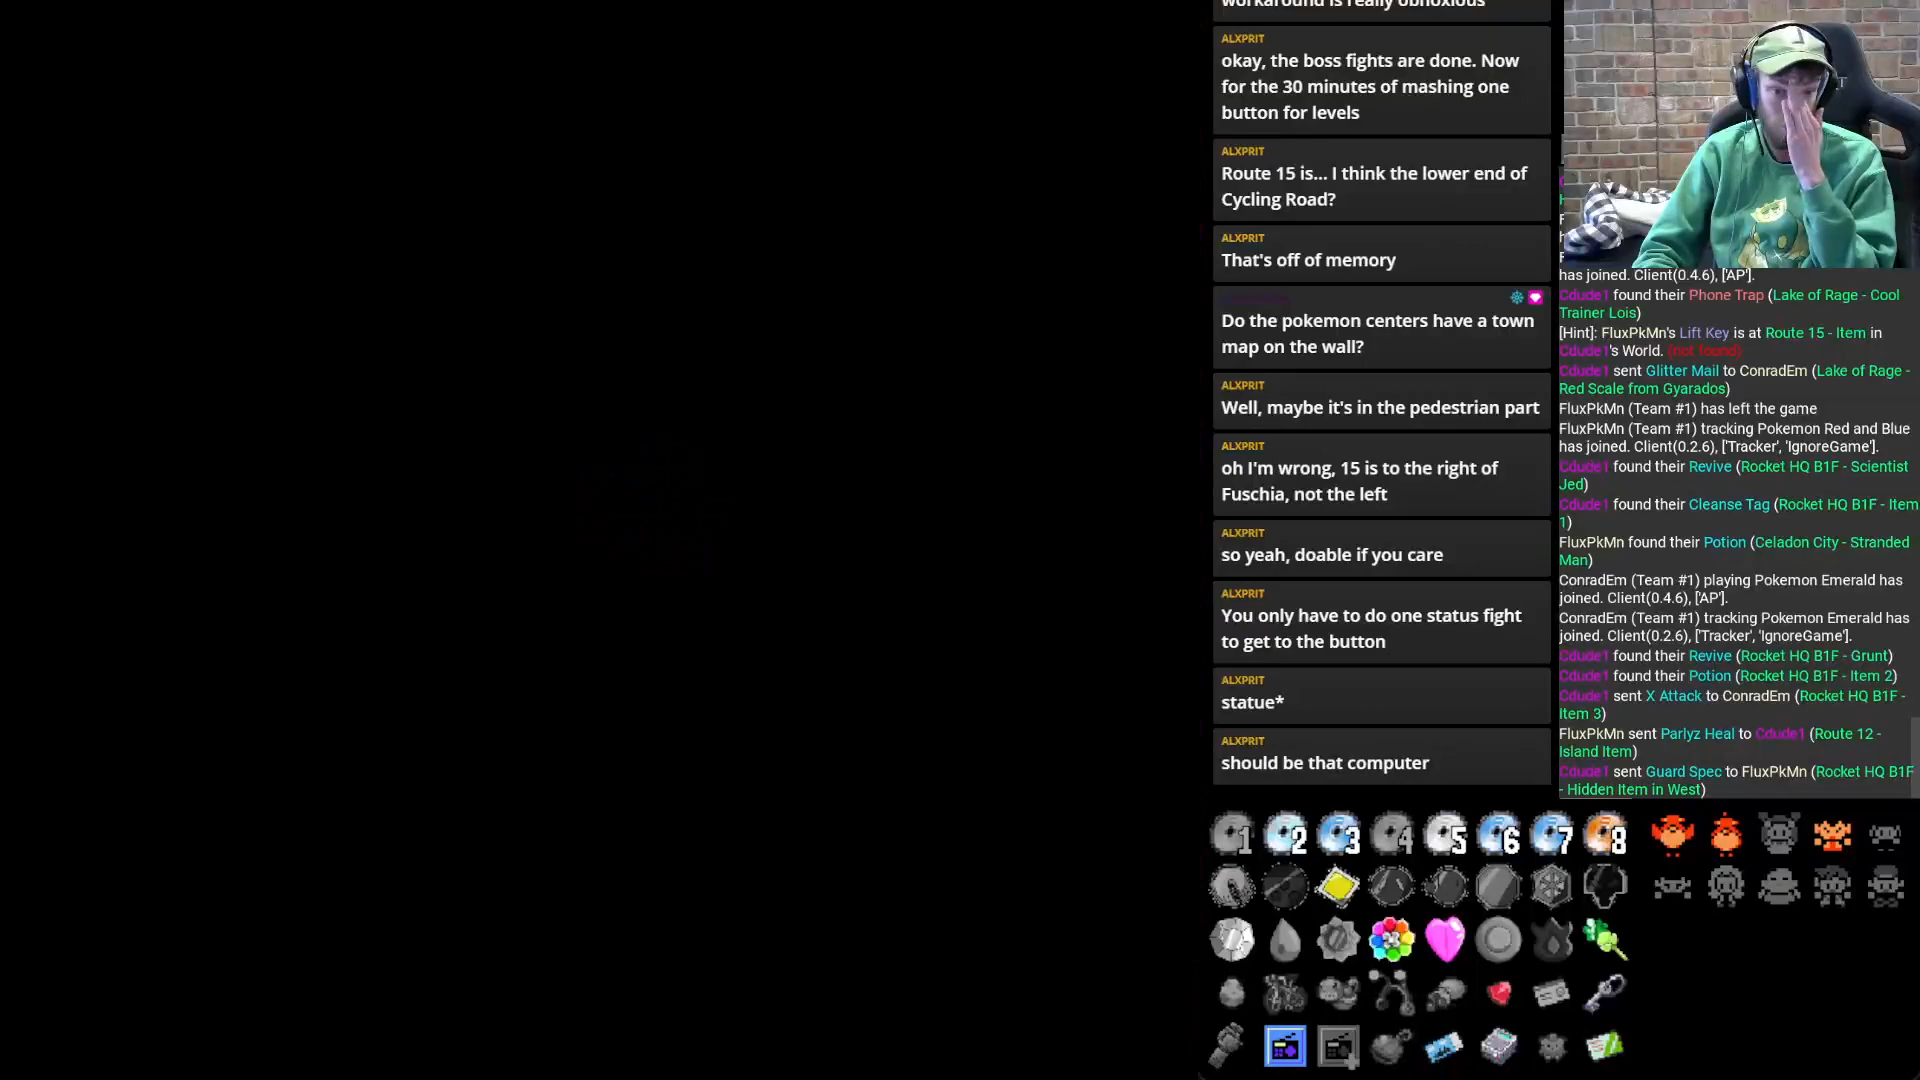 workaround is really obnoxious
ALXPRIT
okay, the boss fights are done. Now
for the 30 minutes of mashing one
button for levels
ALXPRIT
Route 15 is... I think the lower end of
Cycling Road?
ALXPRIT
That's off of memory
Do the pokemon centers have a town
map on the wall?
ALXPRIT
Well, maybe it's in the pedestrian part
ALXPRIT
oh I'm wrong, 15 is to the right of
Fuschia, not the left
ALXPRIT
so yeah, doable if you care
ALXPRIT
You only have to do one status fight
to get to the button
ALXPRIT
statue*
ALXPRIT
should be that computer
has joined. Client(0.4.6), ['AP'].
Cdude1 found their Phone Trap (Lake of Rage - Cool
Trainer Lois)
[Hint]: FluxPkMn's Lift Key is at Route 15 - Item in
Cdude1's World. (not found)
Cdude1 sent Glitter Mail to ConradEm (Lake of Rage -
Red Scale from Gyarados)
FluxPkMn (Team #1) has left the game
FluxPkMn (Team #1) tracking Pokemon Red and Blue
has joined. Client(0.2.6), ['Tracker', 'IgnoreGame'].
Cdude1 found their Revive (Rocket HQ B1F - Scientist
Jed)
Cdude1 found their Cleanse Tag (Rocket HQ B1F - Item
1)
FluxPkMn found their Potion (Celadon City - Stranded
Man)
ConradEm (Team #1) playing Pokemon Emerald has
joined. Client(0.4.6), ['AP'].
ConradEm (Team #1) tracking Pokemon Emerald has
joined. Client(0.2.6), ['Tracker', 'IgnoreGame'].
Cdude1 found their Revive (Rocket HQ B1F - Grunt)
Cdude1 found their Potion (Rocket HQ B1F - Item 2)
Cdude1 sent X Attack to ConradEm (Rocket HQ B1F -
Item 3)
FluxPkMn sent Parlyz Heal to Cdude1 (Route 12 -
Island Item)
Cdude1 sent Guard Spec to FluxPkMn (Rocket HQ B1F
- Hidden Item in West)
1 2 3 4 5 6 7 8